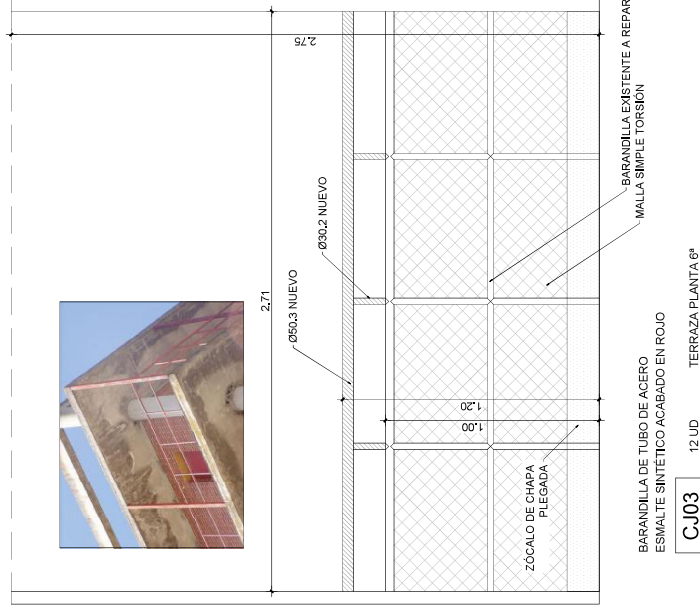 2.75
2.71
Ø50.3 NUEVO
Ø30.2 NUEVO
1.20
1.00
ZÓCALO DE CHAPA
PLEGADA
BARANDILLA EXISTENTE A REPAR
MALLA SIMPLE TORSIÓN
BARANDILLA DE TUBO DE ACERO
ESMALTE SINTÉTICO ACABADO EN ROJO
CJ03 12 UD TERRAZA PLANTA 6ª